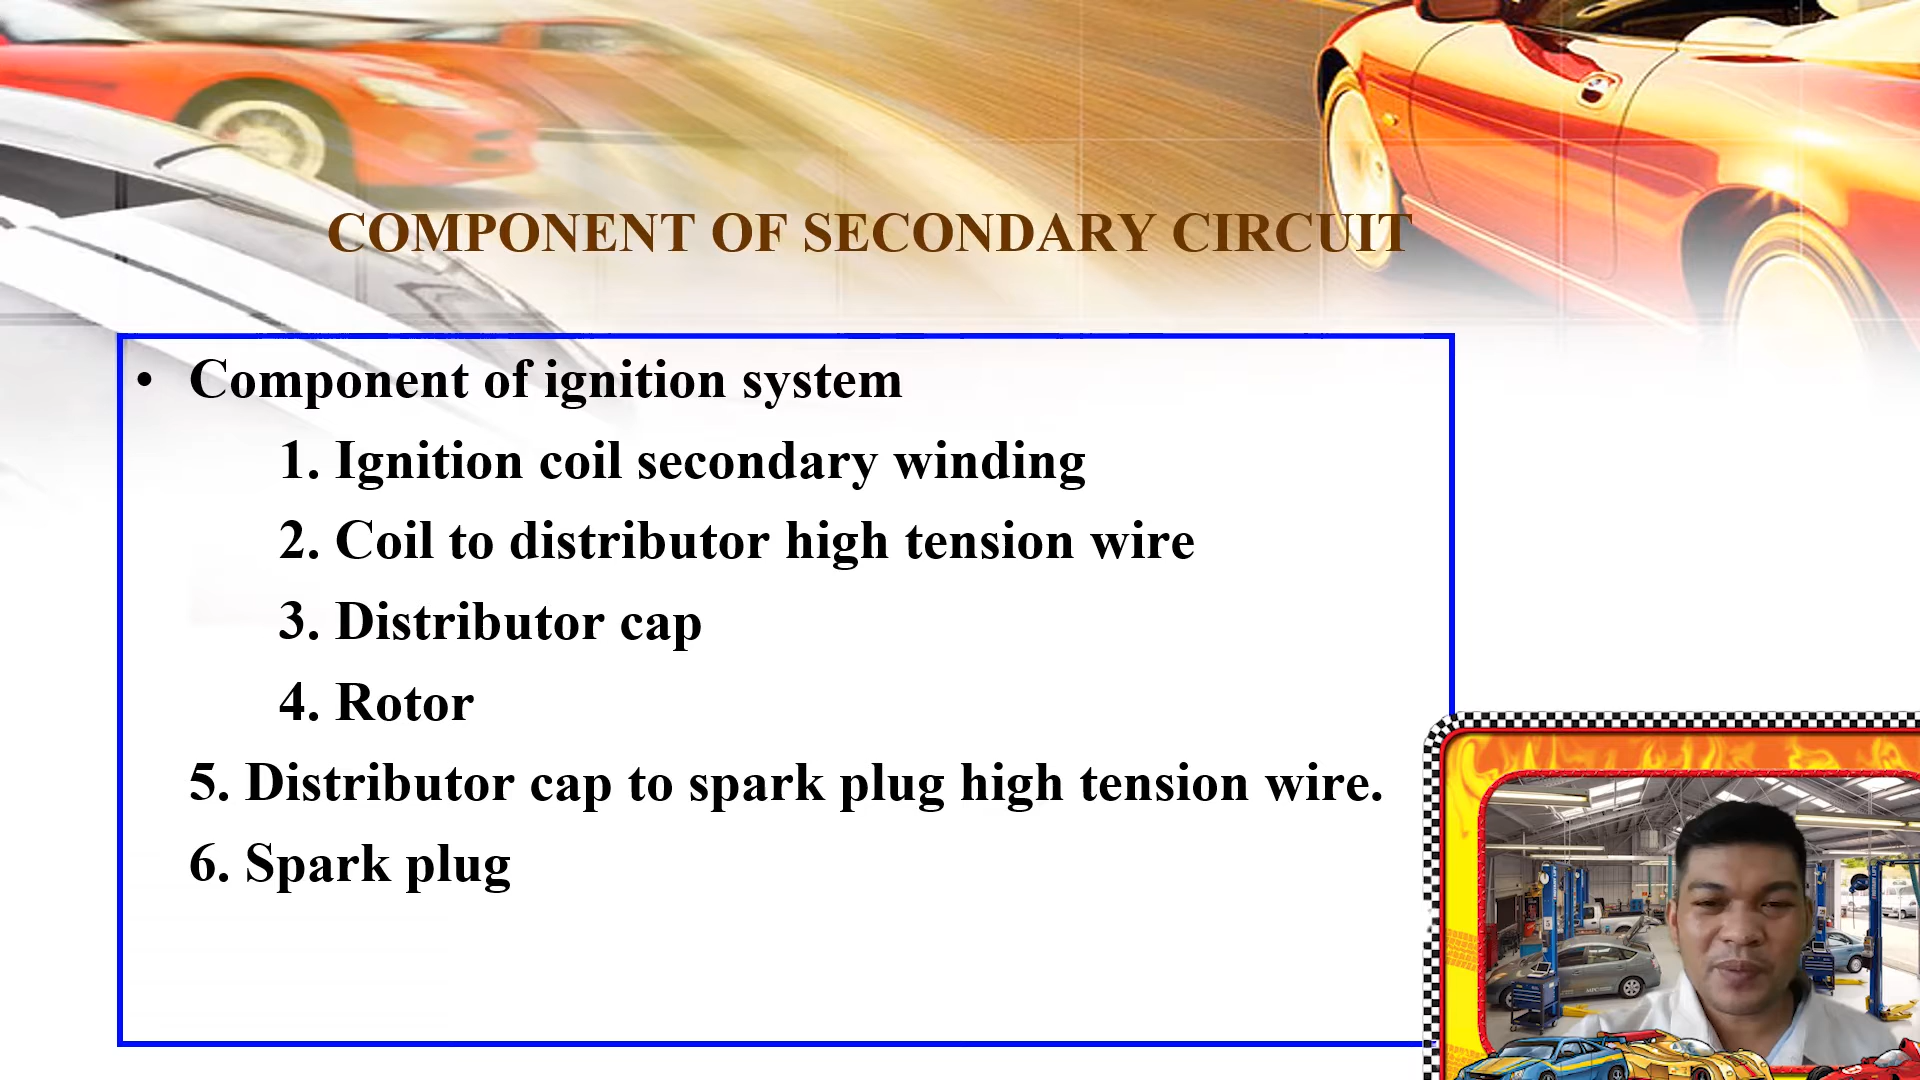 COMPONENT OF SECONDARY CIRCUIT
• Component of ignition system
1. Ignition coil secondary winding
2. Coil to distributor high tension wire
3. Distributor cap
4. Rotor
5. Distributor cap to spark plug high tension wire.
6. Spark plug